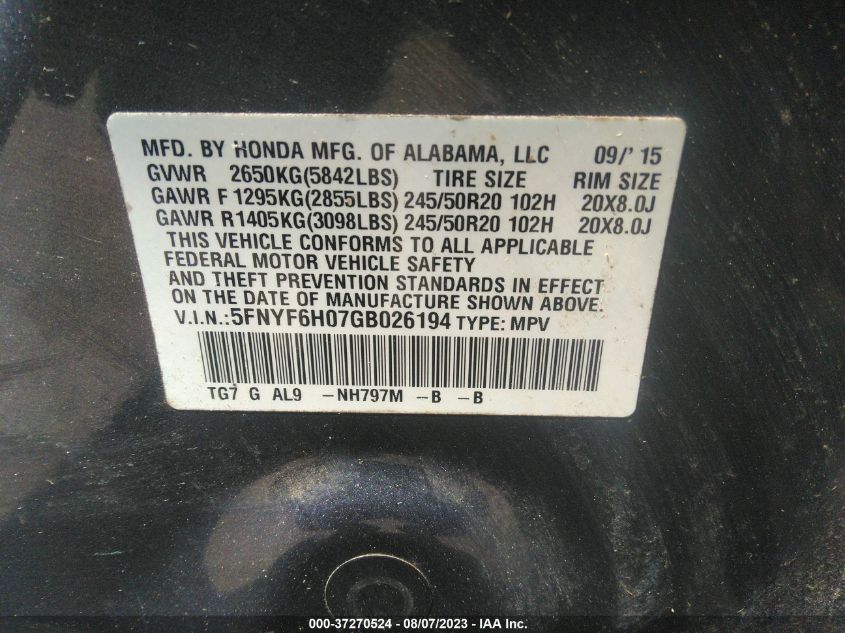 MFD. BY HONDA MFG. OF ALABAMA, LLC 09/' 15
GVWR 2650KG(5842LBS) TIRE SIZE RIM SIZE
GAWR F 1295KG(2855LBS) 245/50R20 102H 20X8.0J
GAWR R1405KG(3098LBS) 245/50R20 102H 20X8.0J
THIS VEHICLE CONFORMS TO ALL APPLICABLE
FEDERAL MOTOR VEHICLE SAFETY
AND THEFT PREVENTION STANDARDS IN EFFECT
ON THE DATE OF MANUFACTURE SHOWN ABOVE.
V.I.N.:5FNYF6H07GB026194 TYPE: MPV
TG7 G AL9 -NH797M --B -B
000-37270524 - 08/07/2023 - IAA Inc.